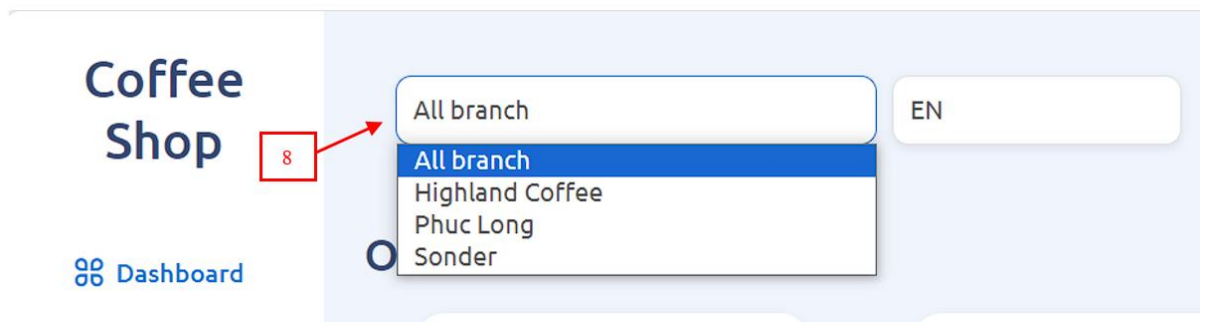 Coffee
Shop
8
All branch
EN
All branch
Highland Coffee
Phuc Long
Sonder
Dashboard